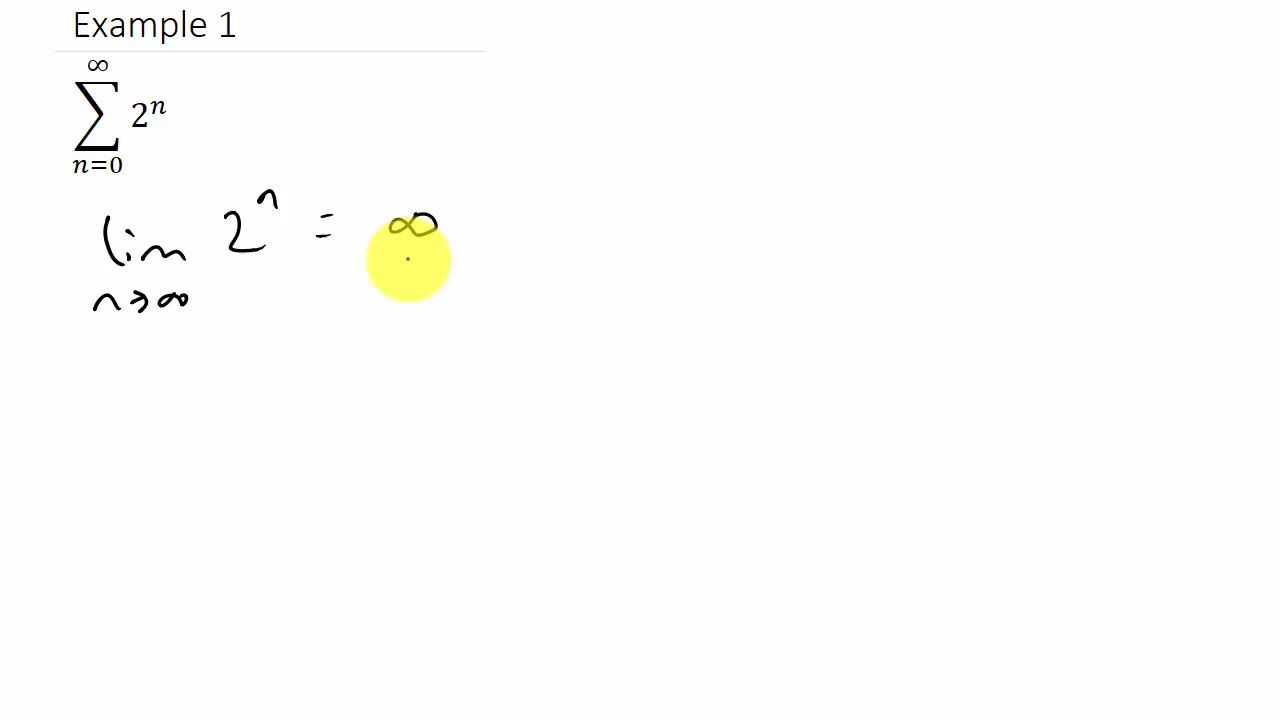 Example 1
∞
∑ 2ⁿ
n=0
lim 2ⁿ = ∞
n→∞